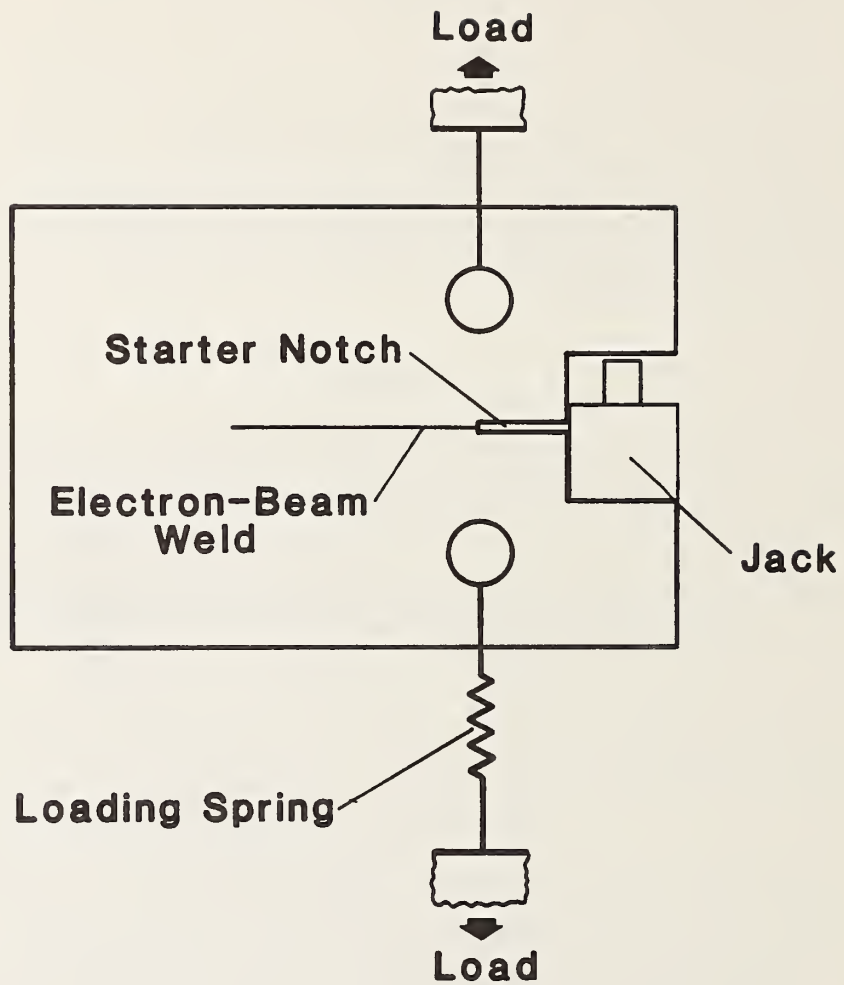 Load
Starter Notch
Electron-Beam
Weld
Jack
Loading Spring
Load